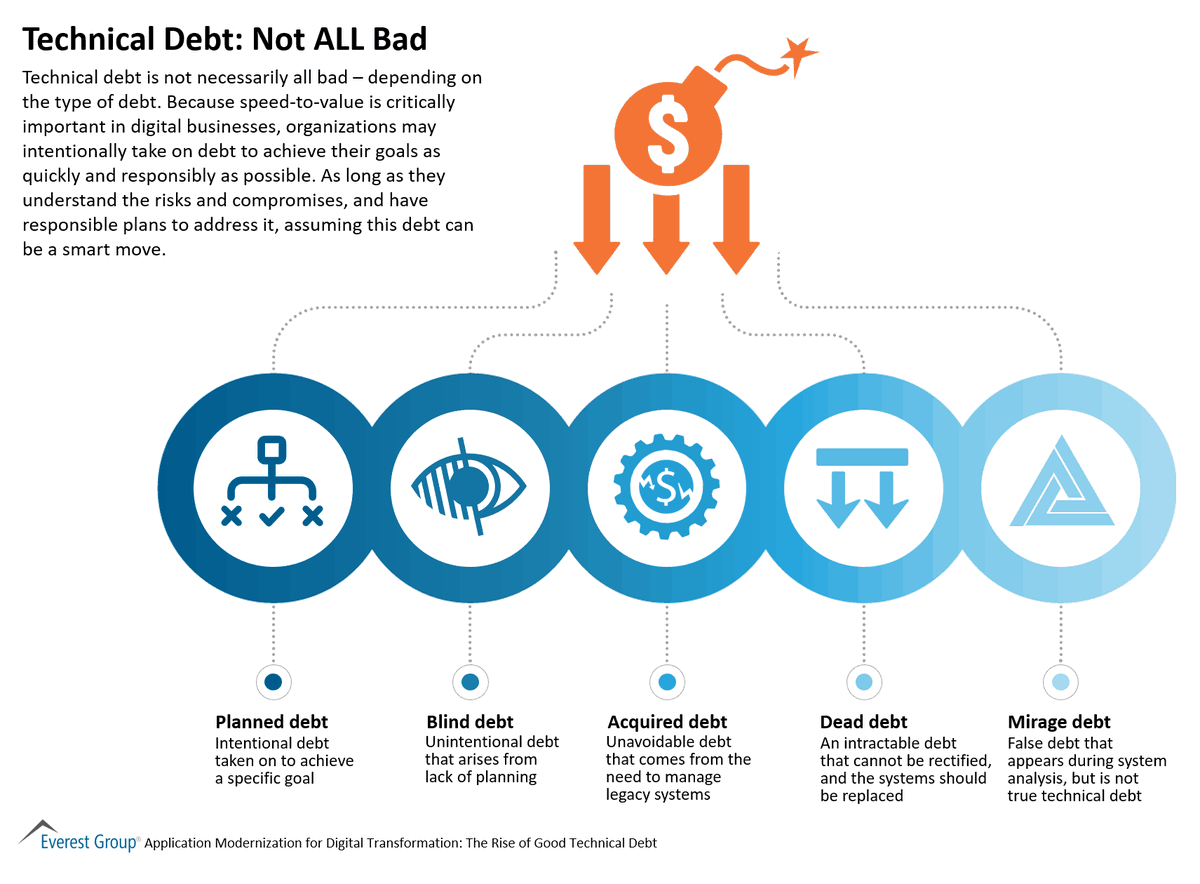 Technical Debt: Not ALL Bad
Technical debt is not necessarily all bad – depending on
the type of debt. Because speed-to-value is critically
important in digital businesses, organizations may
intentionally take on debt to achieve their goals as
quickly and responsibly as possible. As long as they
understand the risks and compromises, and have
responsible plans to address it, assuming this debt can
be a smart move.
$
$
Planned debt
Intentional debt
taken on to achieve
a specific goal
Blind debt
Unintentional debt
that arises from
lack of planning
Acquired debt
Unavoidable debt
that comes from the
need to manage
legacy systems
Dead debt
An intractable debt
that cannot be rectified,
and the systems should
be replaced
Mirage debt
False debt that
appears during system
analysis, but is not
true technical debt
Everest Group® Application Modernization for Digital Transformation: The Rise of Good Technical Debt